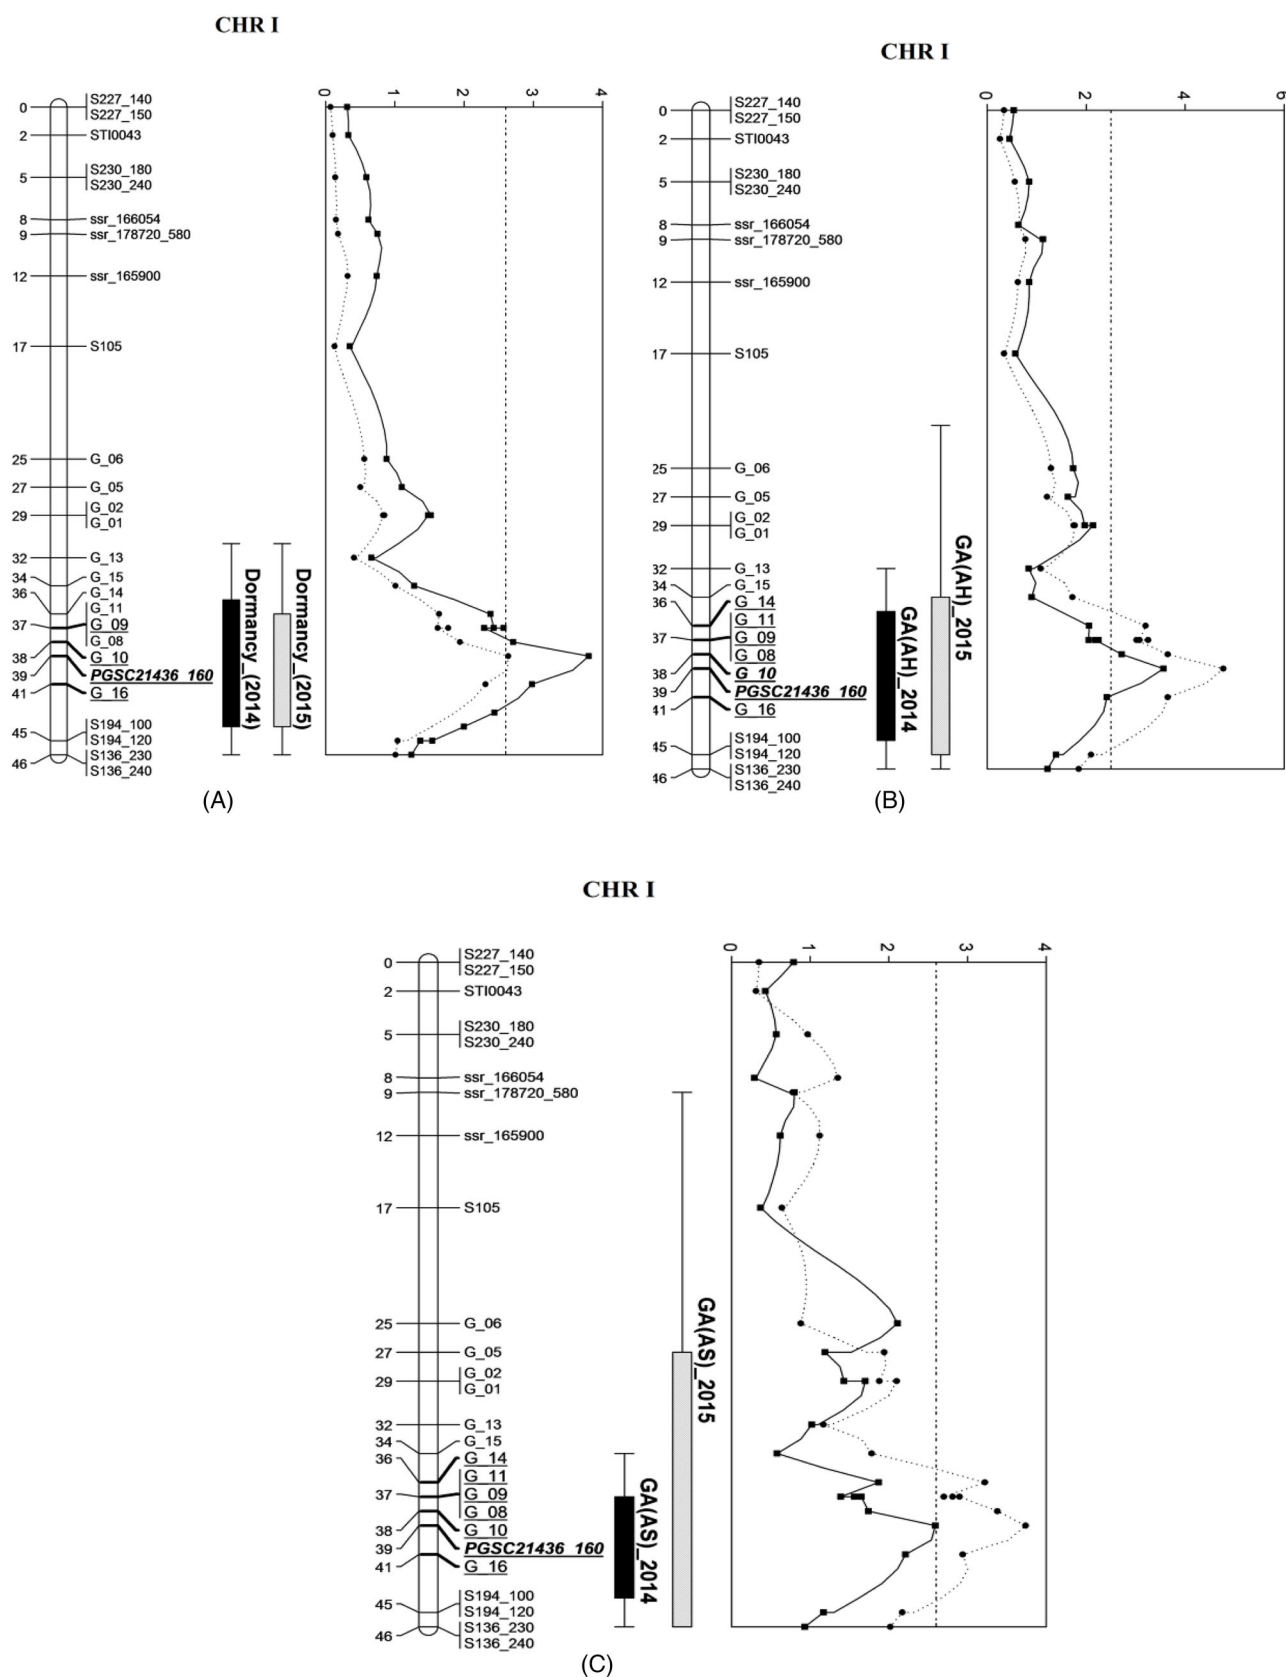 CHR I
0 S227_140
S227_150
2 STI0043
5 S230_180
S230_240
8 ssr_166054
9 ssr_178720_580
12 ssr_165900
17 S105
25 G_06
27 G_05
29 G_02
G_01
32 G_13
34 G_15
36 G_14
G_11
37 G_09
G_08
38 G_10
39 PGSC21436_160
41 G_16
45 S194_100
S194_120
46 S136_230
S136_240
Dormancy_(2014)
Dormancy_(2015)
0 1 2 3 4
(A)
CHR I
0 S227_140
S227_150
2 STI0043
5 S230_180
S230_240
8 ssr_166054
9 ssr_178720_580
12 ssr_165900
17 S105
25 G_06
27 G_05
29 G_02
G_01
32 G_13
34 G_15
36 G_14
G_11
37 G_09
G_08
38 G_10
39 PGSC21436_160
41 G_16
45 S194_100
S194_120
46 S136_230
S136_240
GA(AH)_2014
GA(AH)_2015
0 2 4 6
(B)
CHR I
0 S227_140
S227_150
2 STI0043
5 S230_180
S230_240
8 ssr_166054
9 ssr_178720_580
12 ssr_165900
17 S105
25 G_06
27 G_05
29 G_02
G_01
32 G_13
34 G_15
36 G_14
G_11
37 G_09
G_08
38 G_10
39 PGSC21436_160
41 G_16
45 S194_100
S194_120
46 S136_230
S136_240
GA(AS)_2014
GA(AS)_2015
0 1 2 3 4
(C)